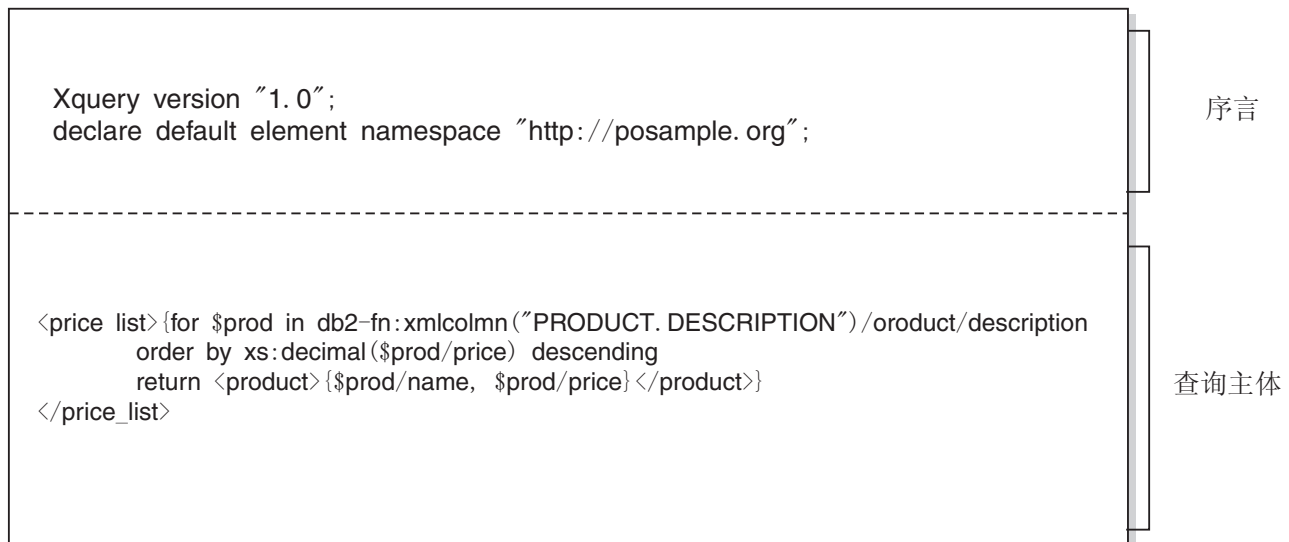 Xquery version ″1.0″;
declare default element namespace ″http://posample.org″;
序言
<price list>{for $prod in db2-fn:xmlcolmn(″PRODUCT.DESCRIPTION″)/oroduct/description
order by xs:decimal($prod/price) descending
return <product>{$prod/name, $prod/price}</product>}
</price_list>
查询主体